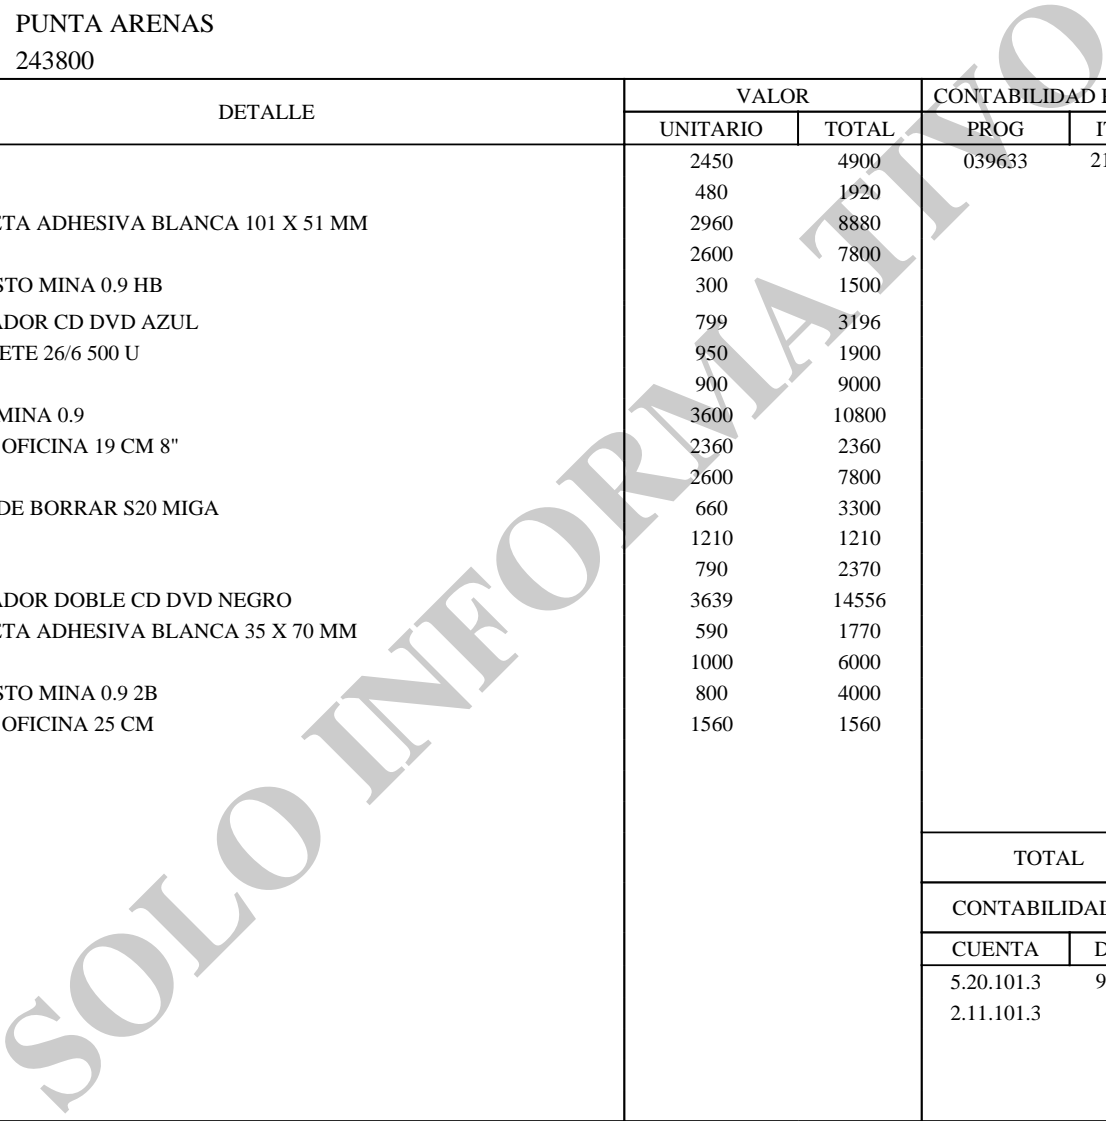 PUNTA ARENAS
243800
DETALLE VALOR CONTABILIDAD
UNITARIO TOTAL PROG
2450 4900 039633
480 1920
ETA ADHESIVA BLANCA 101 X 51 MM 2960 8880
2600 7800
STO MINA 0.9 HB 300 1500
ADOR CD DVD AZUL 799 3196
ETE 26/6 500 U 950 1900
900 9000
MINA 0.9 3600 10800
OFICINA 19 CM 8" 2360 2360
2600 7800
DE BORRAR S20 MIGA 660 3300
1210 1210
790 2370
ADOR DOBLE CD DVD NEGRO 3639 14556
ETA ADHESIVA BLANCA 35 X 70 MM 590 1770
1000 6000
STO MINA 0.9 2B 800 4000
OFICINA 25 CM 1560 1560
TOTAL
CONTABILIDAD
CUENTA D
5.20.101.3 9
2.11.101.3
SOLO INFORMATIVO